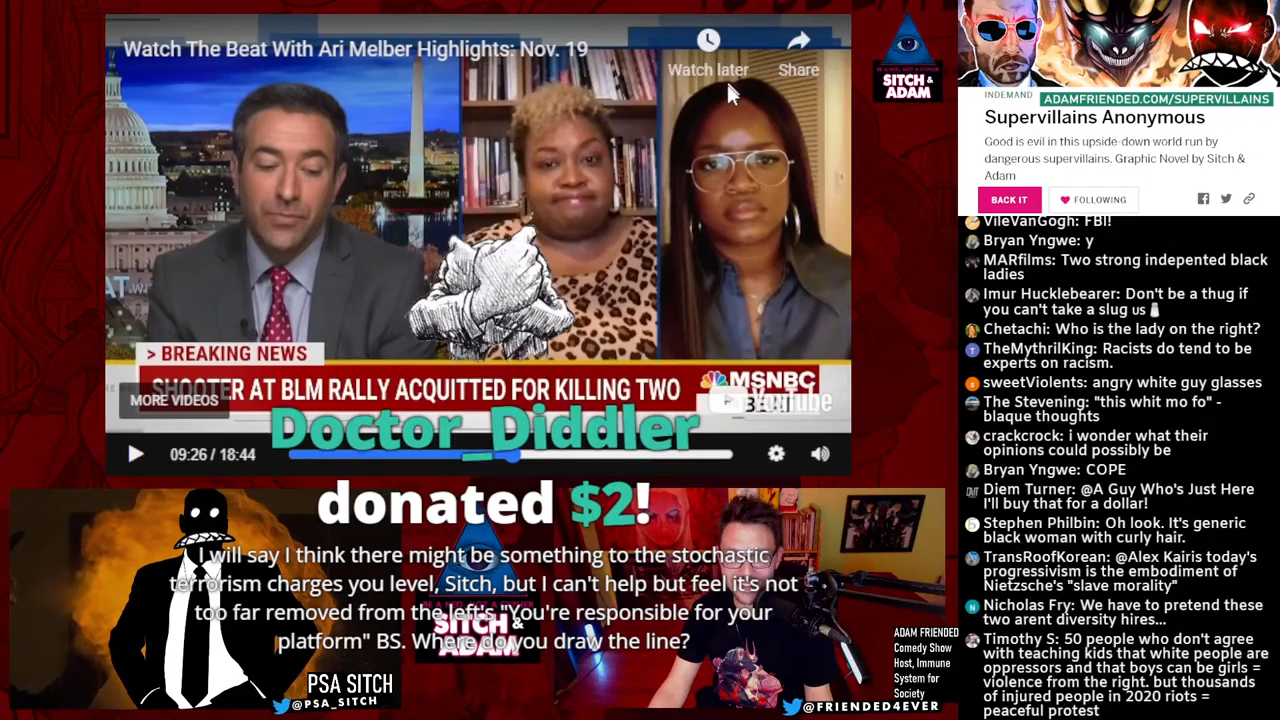 Watch The Beat With Ari Melber Highlights: Nov. 19
Watch later
Share
> BREAKING NEWS
SHOOTER AT BLM RALLY ACQUITTED FOR KILLING TWO
MSNBC
MORE VIDEOS
YouTube
09:26 / 18:44
SITCH &
ADAM
Doctor_Diddler
donated $2!
I will say I think there might be something to the stochastic
terrorism charges you level, Sitch, but I can't help but feel it's not
too far removed from the lefts "You're responsible for your
platform" BS. Where do you draw the line?
SITCH &
ADAM
PSA SITCH
@PSA_SITCH
ADAM FRIENDED
Comedy Show
Host, Immune
System for
Society
@FRIENDED4EVER
INDEMAND
ADAMFRIENDED.COM/SUPERVILLAINS
Supervillains Anonymous
Good is evil in this upside-down world run by
dangerous supervillains. Graphic Novel by Sitch &
Adam
BACK IT
FOLLOWING
VileVanGogh: FBI!
Bryan Yngwe: y
MARfilms: Two strong indepented black
ladies
Imur Hucklebearer: Don't be a thug if
you can't take a slug us
Chetachi: Who is the lady on the right?
TheMythrilKing: Racists do tend to be
experts on racism.
sweetViolents: angry white guy glasses
The Stevening: "this whit mo fo" -
blaque thoughts
crackcrock: i wonder what their
opinions could possibly be
Bryan Yngwe: COPE
Diem Turner: @A Guy Who's Just Here
I'll buy that for a dollar!
Stephen Philbin: Oh look. It's generic
black woman with curly hair.
TransRoofKorean: @Alex Kairis today's
progressivism is the embodiment of
Nietzsche's "slave morality"
Nicholas Fry: We have to pretend these
two arent diversity hires...
Timothy S: 50 people who don't agree
with teaching kids that white people are
oppressors and that boys can be girls =
violence from the right. but thousands
of injured people in 2020 riots =
peaceful protest